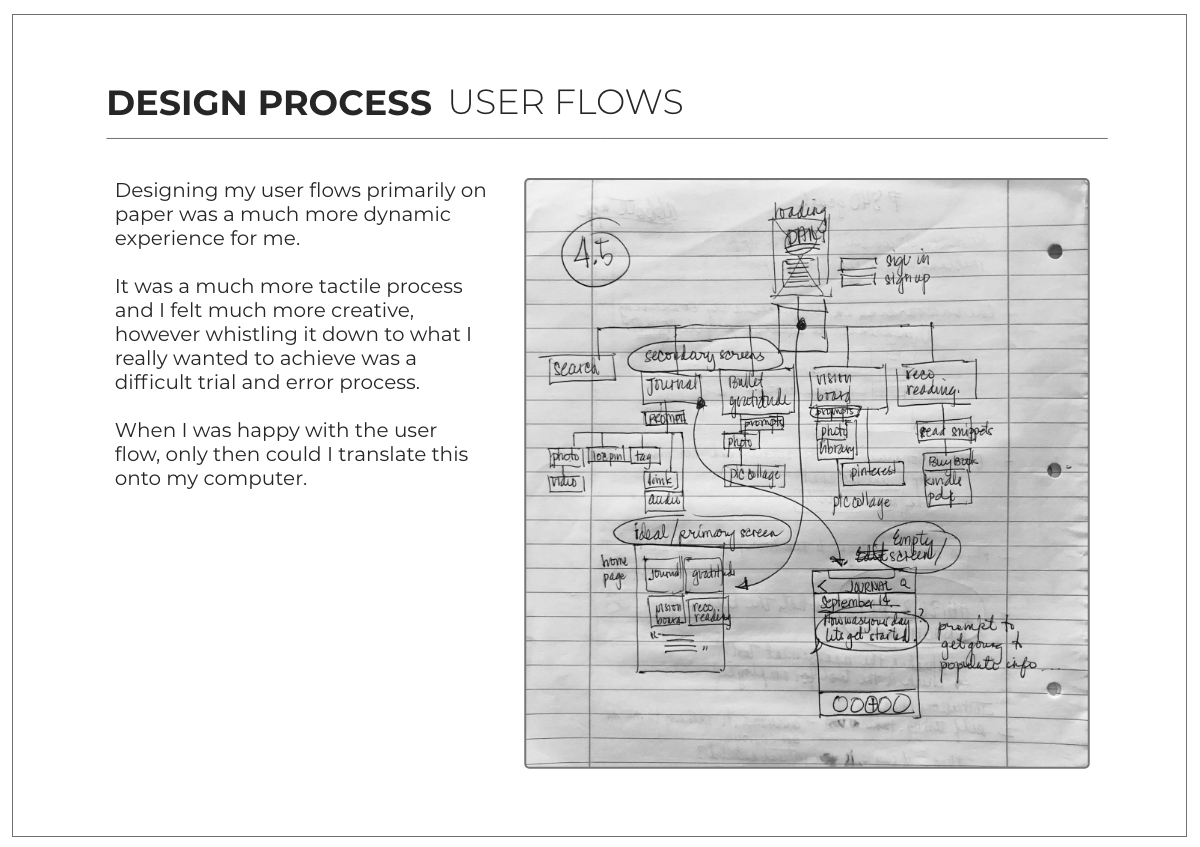 DESIGN PROCESS USER FLOWS
Designing my user flows primarily on
paper was a much more dynamic
experience for me.
It was a much more tactile process
and I felt much more creative,
however whistling it down to what I
really wanted to achieve was a
difficult trial and error process.
When I was happy with the user
flow, only then could I translate this
onto my computer.
4.5
loading
sign in
sign up
secondary screens
search
Journal
prompt
photo
video
loc pin
tag
link
audio
Bullet
gratitude
prompts
photo
pic collage
vision
board
prompts
photo
library
pinterest
pic collage
reco
reading.
read snippets
Buy Book
kindle
pdf
ideal/primary screen
home
page
Journal
gratitude
vision
board
reco.
reading
"
"
Empty
screen/
< JOURNAL
September 14.
How was your day?
Lets get started.
prompt to
get going +
populate info....